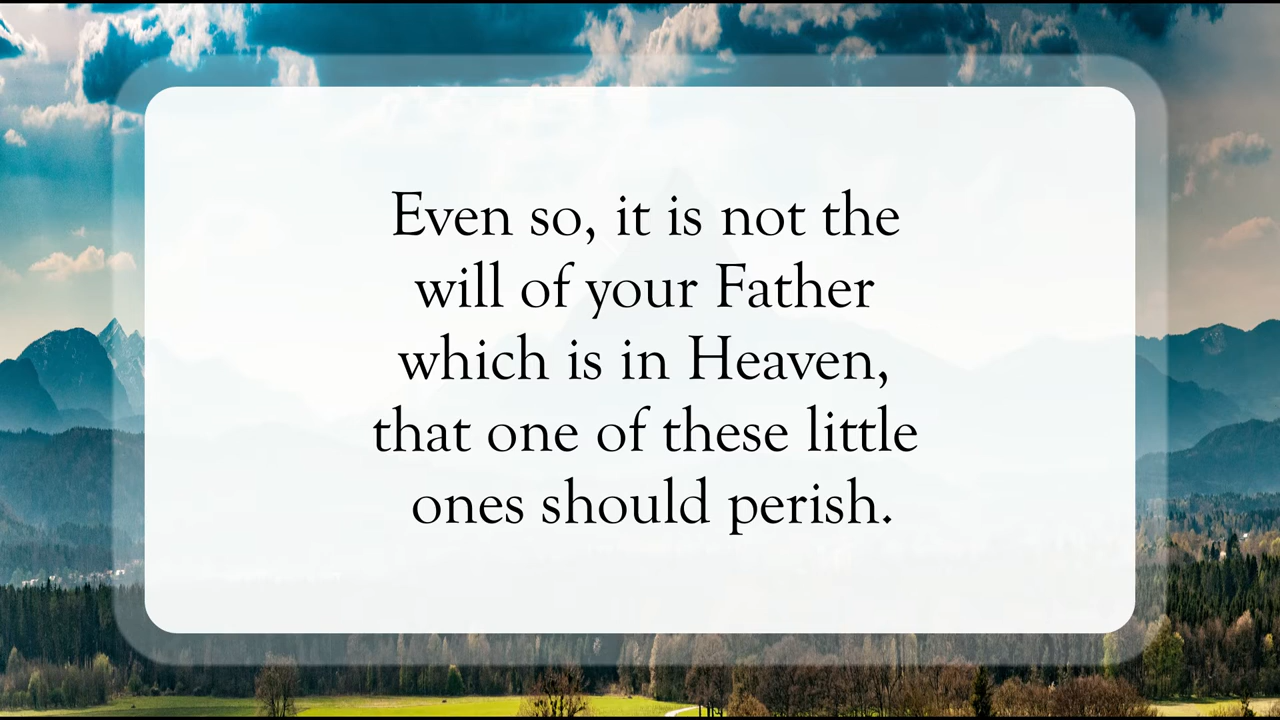 Even so, it is not the
will of your Father
which is in Heaven,
that one of these little
ones should perish.